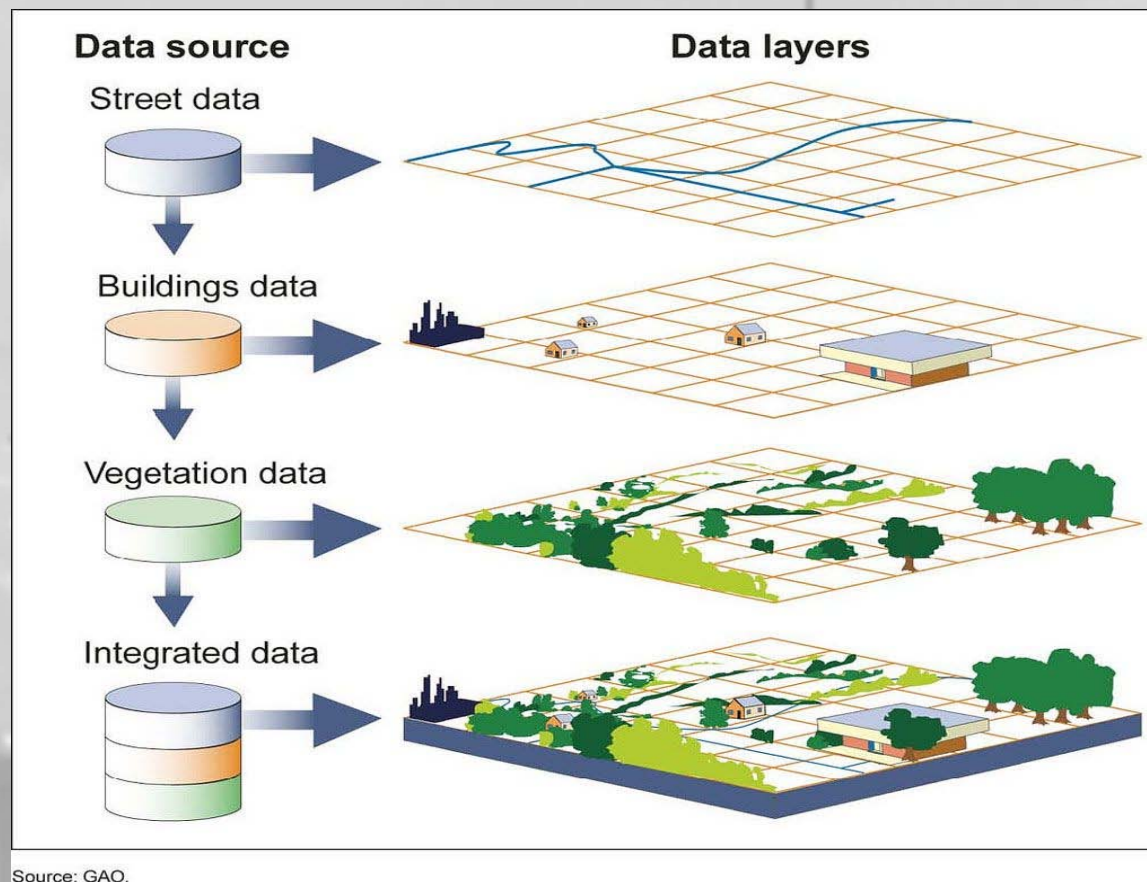 Data source
Data layers
Street data
Buildings data
Vegetation data
Integrated data
Source: GAO.